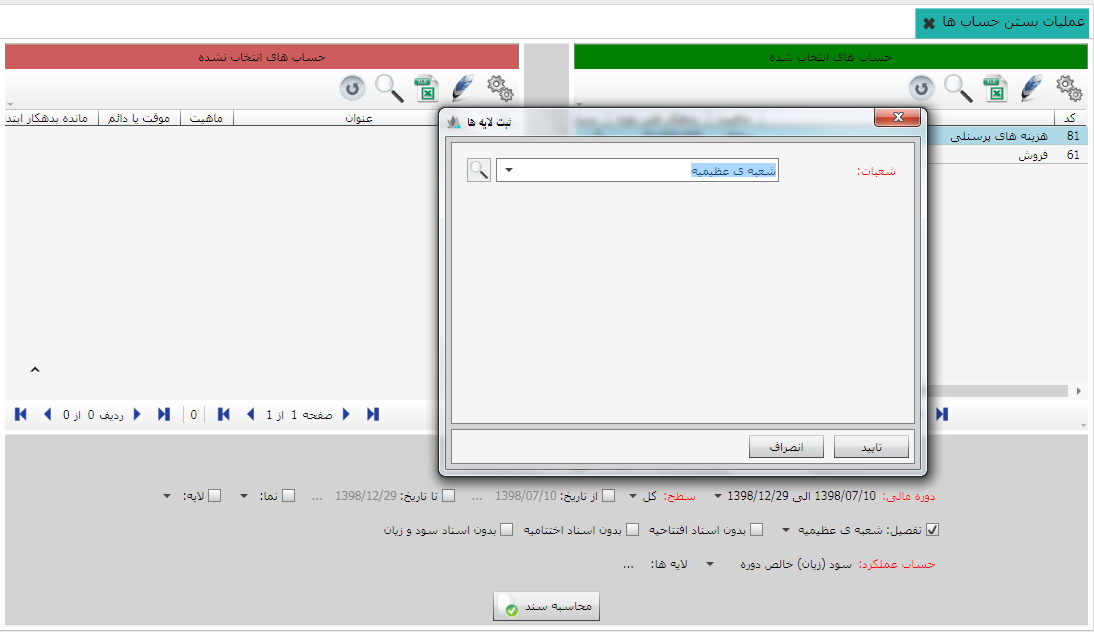 عملیات بستن حساب ها
حساب های انتخاب شده
حساب های انتخاب نشده
کد
81 هزینه های پرسنلی
61 فروش
عنوان
ماهیت
موقت یا دائم
مانده بدهکار ابتد
ثبت لایه ها
شعبات:
شعبه ی عظیمیه
تایید
انصراف
صفحه 1 از 1
0
ردیف 0 از 0
دوره مالی: 1398/07/10 الی 1398/12/29 سطح: کل از تاریخ: 1398/07/10 ... تا تاریخ: 1398/12/29 ... نما: لایه:
تفصیل: شعبه ی عظیمیه بدون اسناد افتتاحیه بدون اسناد اختتامیه بدون اسناد سود و زیان
حساب عملکرد: سود (زیان) خالص دوره لایه ها: ...
محاسبه سند